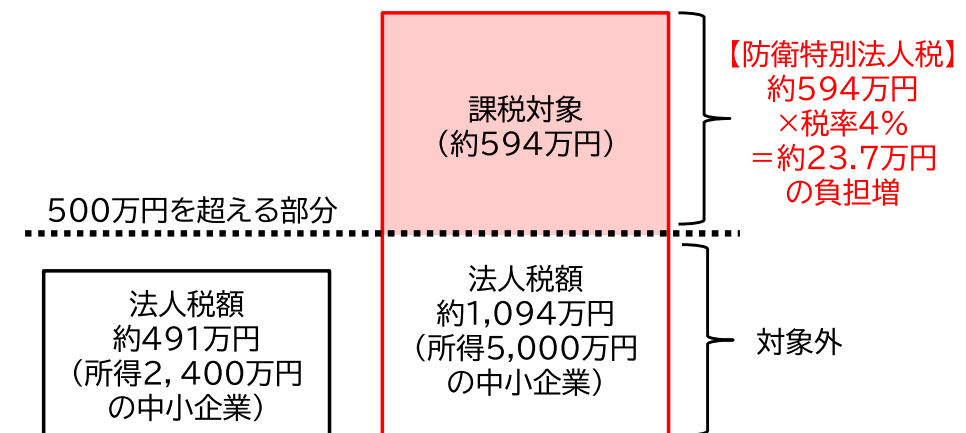 課税対象
（約594万円）
【防衛特別法人税】
約594万円
×税率4％
＝約23.7万円
の負担増
500万円を超える部分
法人税額
約491万円
（所得2，400万円
の中小企業）
法人税額
約1,094万円
（所得5,000万円
の中小企業）
対象外